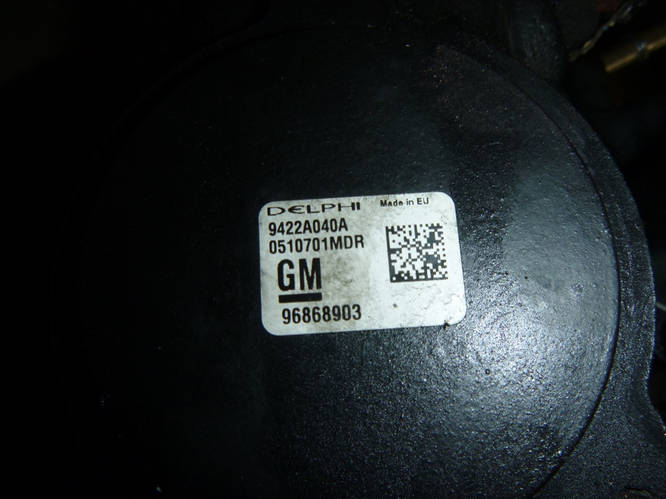 DELPHI Made in EU
9422A040A
0510701MDR
GM
96868903